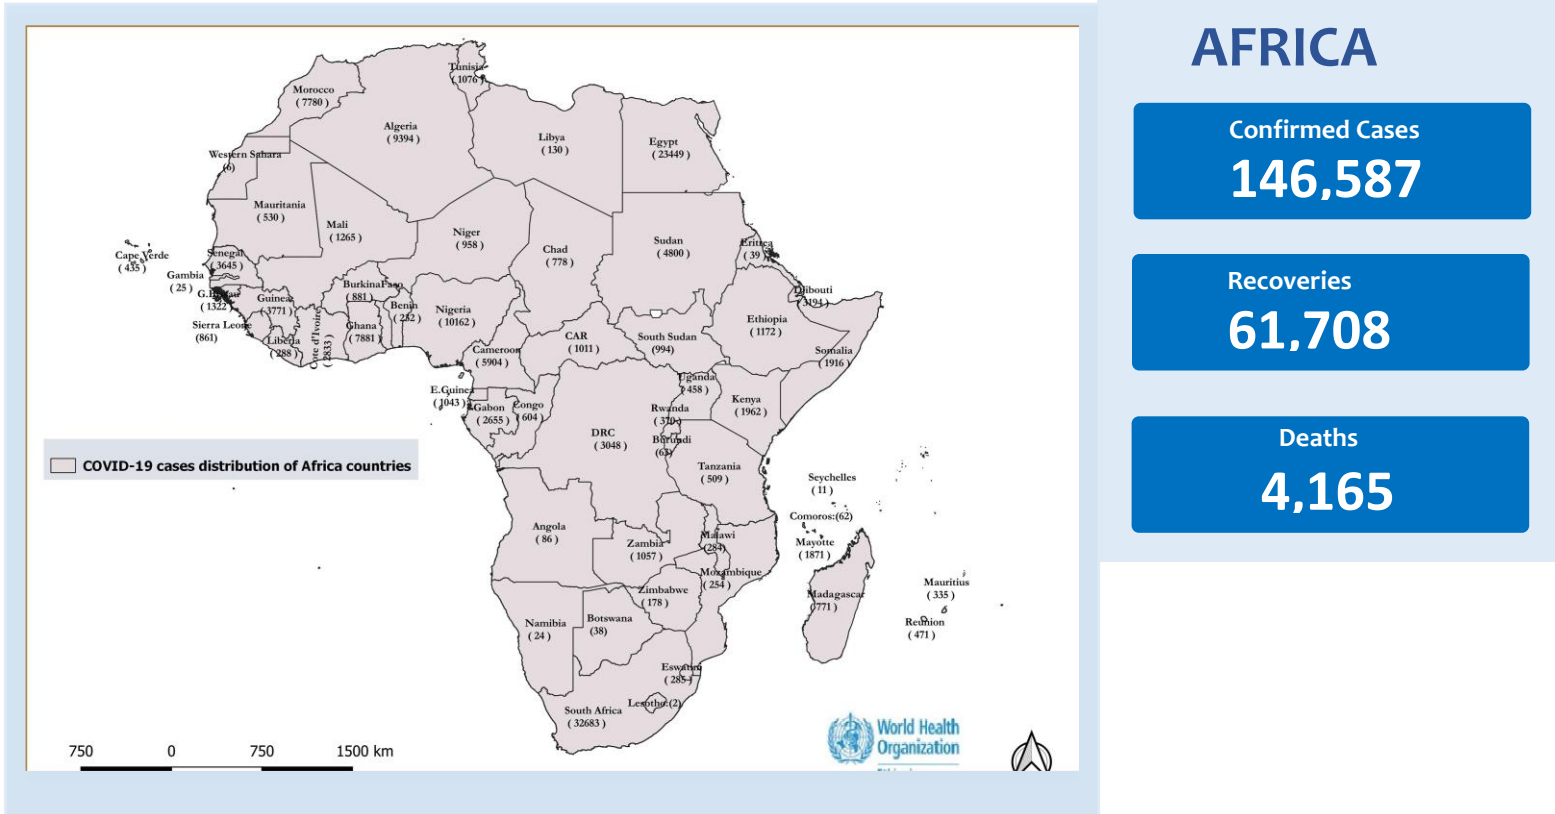 AFRICA
Confirmed Cases
146,587
Recoveries
61,708
Deaths
4,165
Tunisia
( 1076 )
Morocco
( 7780 )
Algeria
( 9394 )
Libya
( 130 )
Egypt
( 23449 )
Western Sahara
(6)
Mauritania
( 530 )
Mali
( 1265 )
Niger
( 958 )
Chad
( 778 )
Sudan
( 4800 )
Eritrea
( 39 )
Cape Verde
( 435 )
Senegal
( 3645 )
Gambia
( 25 )
( 1322
Guinea
( 3771 )
BurkinaFaso
( 881 )
Benin
( 232 )
Nigeria
( 10162 )
Djibouti
( 3194 )
Ethiopia
( 1172 )
Sierra Leone
(861)
Liberia
( 288 )
Cote d'Ivoire
( 2833 )
Ghana
( 7881 )
Cameroon
( 5904 )
CAR
( 1011 )
South Sudan
(994)
Somalia
( 1916 )
E.Guinea
( 1043 )
Gabon
( 2655 )
Congo
( 604 )
Uganda
( 458 )
Kenya
( 1962 )
Rwanda
( 370 )
DRC
( 3048 )
Burundi
(63)
Tanzania
( 509 )
COVID-19 cases distribution of Africa countries
Seychelles
( 11 )
Comoros:(62)
Angola
( 86 )
Zambia
( 1057 )
Malawi
(284)
Mayotte
( 1871 )
Mozambique
( 254 )
Zimbabwe
( 178 )
Madagascar
( 771 )
Mauritius
( 335 )
Namibia
( 24 )
Botswana
(38)
Reunion
( 471 )
Eswatini
( 285 )
Lesotho:(2)
South Africa
( 32683 )
World Health
Organization
750 0 750 1500 km